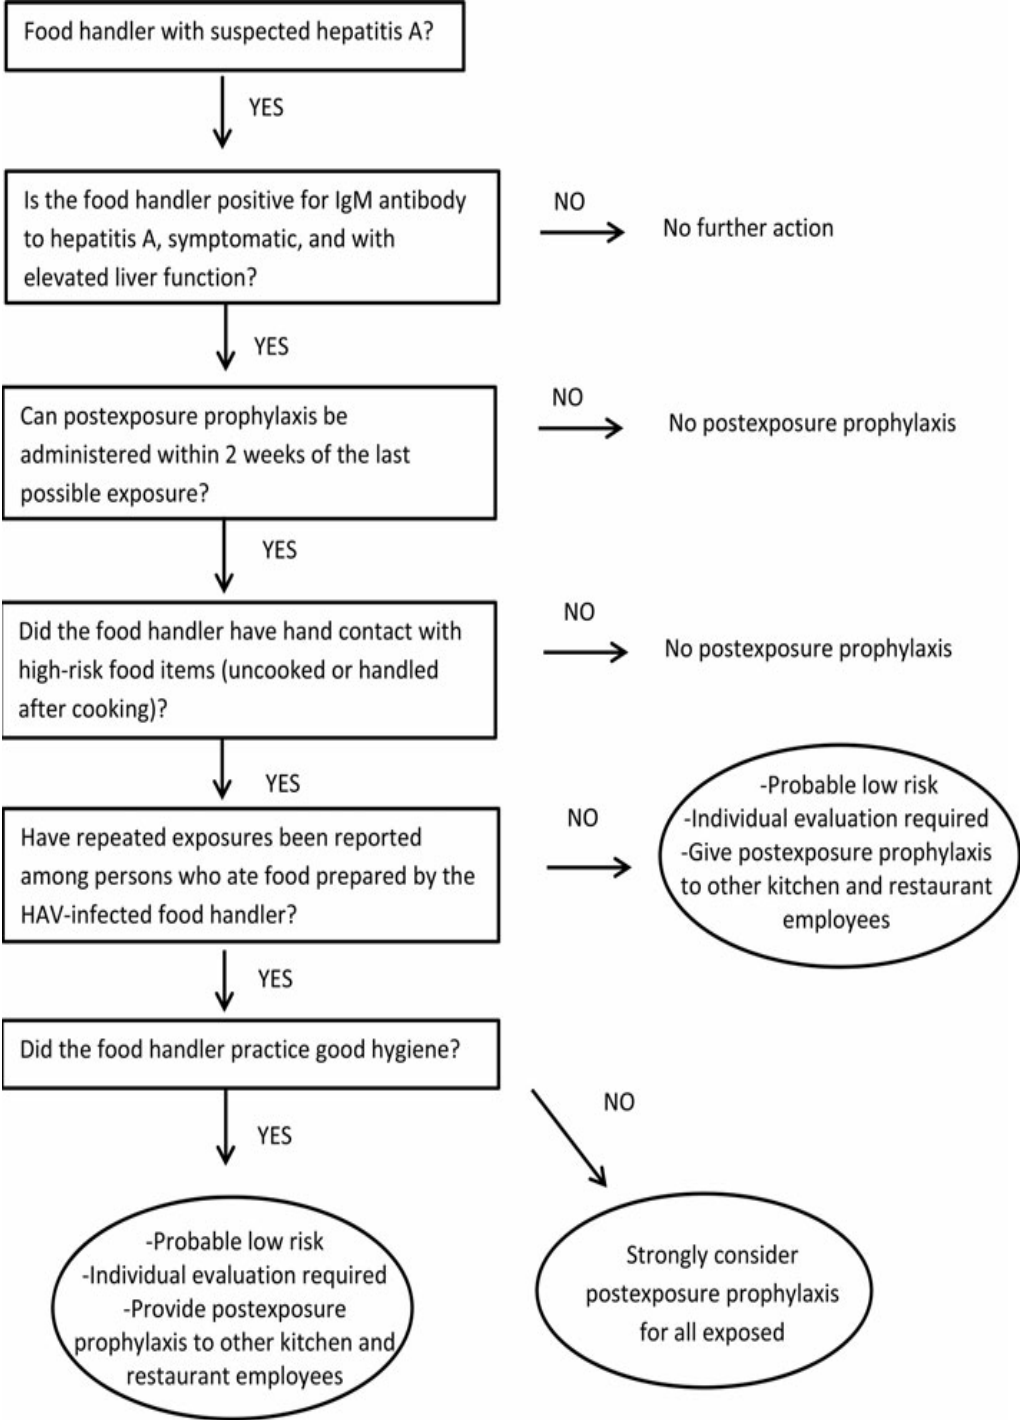 Food handler with suspected hepatitis A?
YES
Is the food handler positive for IgM antibody
to hepatitis A, symptomatic, and with
elevated liver function?
NO
No further action
YES
Can postexposure prophylaxis be
administered within 2 weeks of the last
possible exposure?
NO
No postexposure prophylaxis
YES
Did the food handler have hand contact with
high-risk food items (uncooked or handled
after cooking)?
NO
No postexposure prophylaxis
YES
Have repeated exposures been reported
among persons who ate food prepared by the
HAV-infected food handler?
NO
-Probable low risk
-Individual evaluation required
-Give postexposure prophylaxis
to other kitchen and restaurant
employees
YES
Did the food handler practice good hygiene?
NO
YES
-Probable low risk
-Individual evaluation required
-Provide postexposure
prophylaxis to other kitchen and
restaurant employees
Strongly consider
postexposure prophylaxis
for all exposed